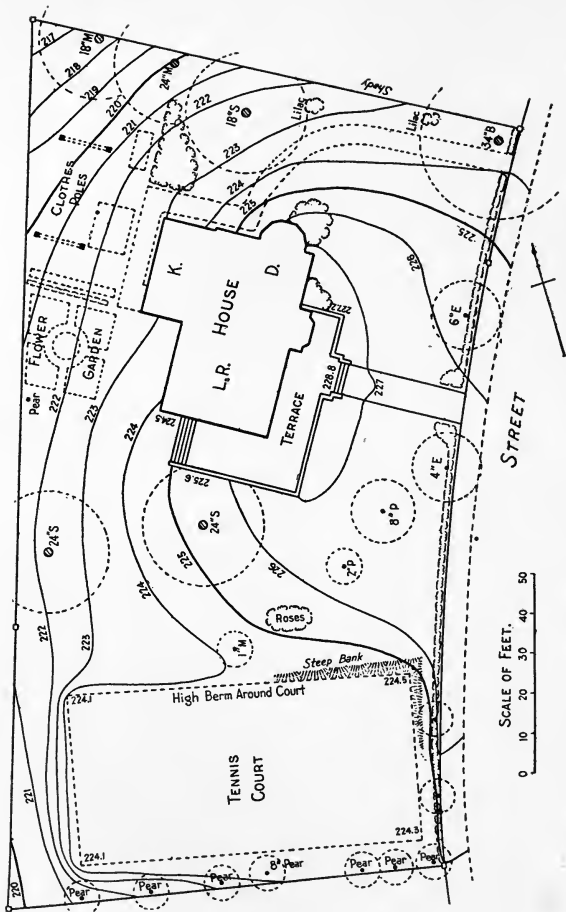 217
18"M
218
24"M
219
220
221
222
18"S
Shady
Lilac
223
Lilac
34"B
224
225
225
226
CLOTHES
POLES
K.
D.
HOUSE
L.R.
FLOWER
GARDEN
Pear
222
223
224
224.5
225.6
TERRACE
228.8
227
6"E
4"E
STREET
24"S
24"S
225
226
224
8"P
2"P
Roses
1"M
222
223
Steep Bank
High Berm Around Court
224.1
224.5
TENNIS
COURT
221
220
224.1
224.3
Pear
Pear
Pear
8" Pear
Pear
Pear
Pear
SCALE OF FEET.
0 10 20 30 40 50